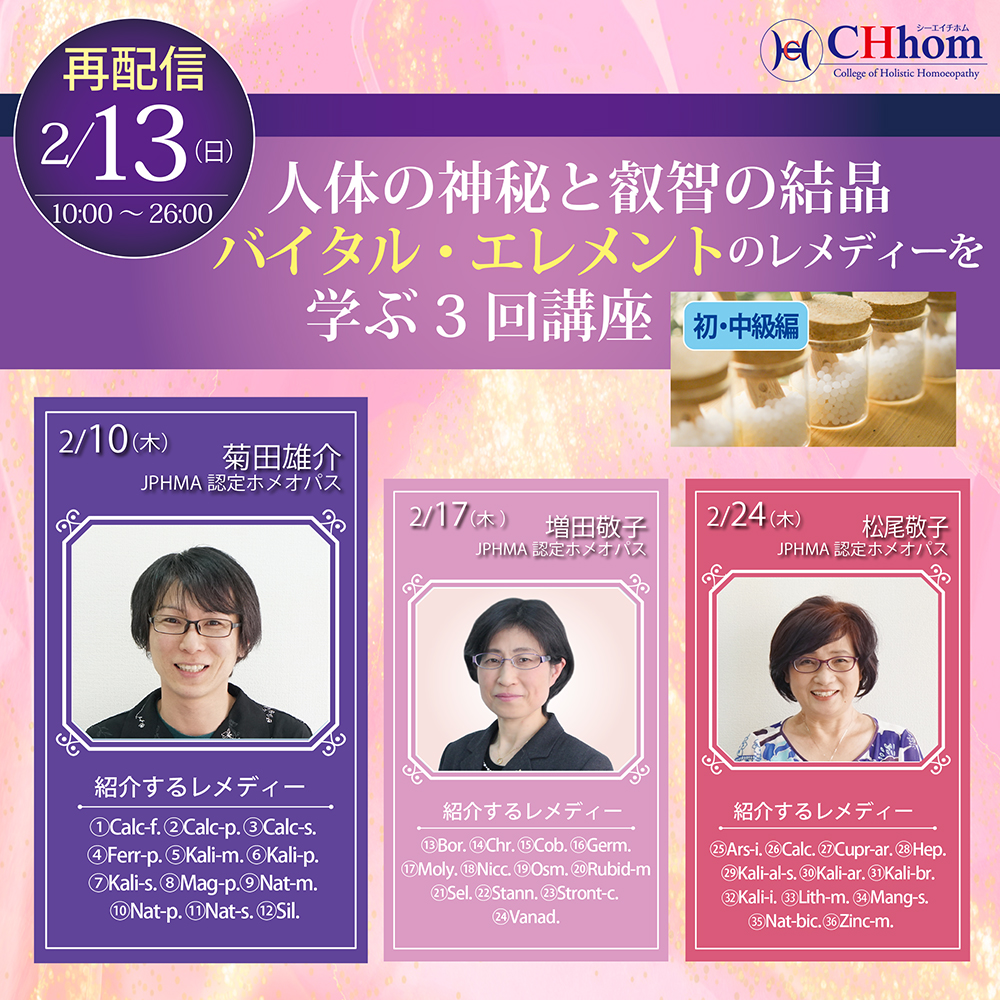 再配信
2/13(日)
10:00 〜 26:00
シーエイチホム
CHhom
College of Holistic Homoeopathy
人体の神秘と叡智の結晶
バイタル・エレメントのレメディーを
学ぶ3回講座
初・中級編
2/10(木)
菊田雄介
JPHMA 認定ホメオパス
紹介するレメディー
①Calc-f. ②Calc-p. ③Calc-s.
④Ferr-p. ⑤Kali-m. ⑥Kali-p.
⑦Kali-s. ⑧Mag-p.⑨Nat-m.
⑩Nat-p. ⑪Nat-s. ⑫Sil.
2/17(木)
増田敬子
JPHMA 認定ホメオパス
紹介するレメディー
⑬Bor. ⑭Chr. ⑮Cob. ⑯Germ.
⑰Moly. ⑱Nicc. ⑲Osm. ⑳Rubid-m
㉑Sel. ㉒Stann. ㉓Stront-c.
㉔Vanad.
2/24(木)
松尾敬子
JPHMA 認定ホメオパス
紹介するレメディー
㉕Ars-i. ㉖Calc. ㉗Cupr-ar. ㉘Hep.
㉙Kali-al-s. ㉚Kali-ar. ㉛Kali-br.
㉜Kali-i. ㉝Lith-m. ㉞Mang-s.
㉟Nat-bic. ㊱Zinc-m.